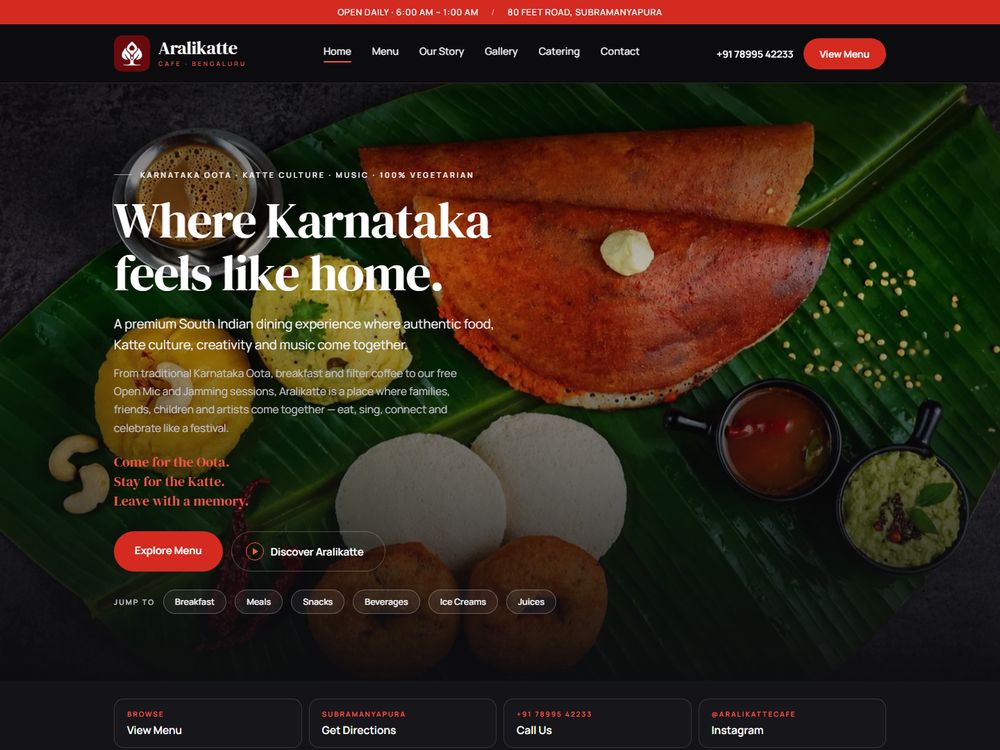 OPEN DAILY · 6:00 AM – 1:00 AM / 80 FEET ROAD, SUBRAMANYAPURA
Aralikatte
CAFE · BENGALURU
Home Menu Our Story Gallery Catering Contact
+91 78995 42233
View Menu
KARNATAKA OOTA · KATTE CULTURE · MUSIC · 100% VEGETARIAN
Where Karnataka
feels like home.
A premium South Indian dining experience where authentic food,
Katte culture, creativity and music come together.
From traditional Karnataka Oota, breakfast and filter coffee to our free
Open Mic and Jamming sessions, Aralikatte is a place where families,
friends, children and artists come together — eat, sing, connect and
celebrate like a festival.
Come for the Oota.
Stay for the Katte.
Leave with a memory.
Explore Menu
Discover Aralikatte
JUMP TO Breakfast Meals Snacks Beverages Ice Creams Juices
BROWSE
View Menu
SUBRAMANYAPURA
Get Directions
+91 78995 42233
Call Us
@ARALIKATTECAFE
Instagram